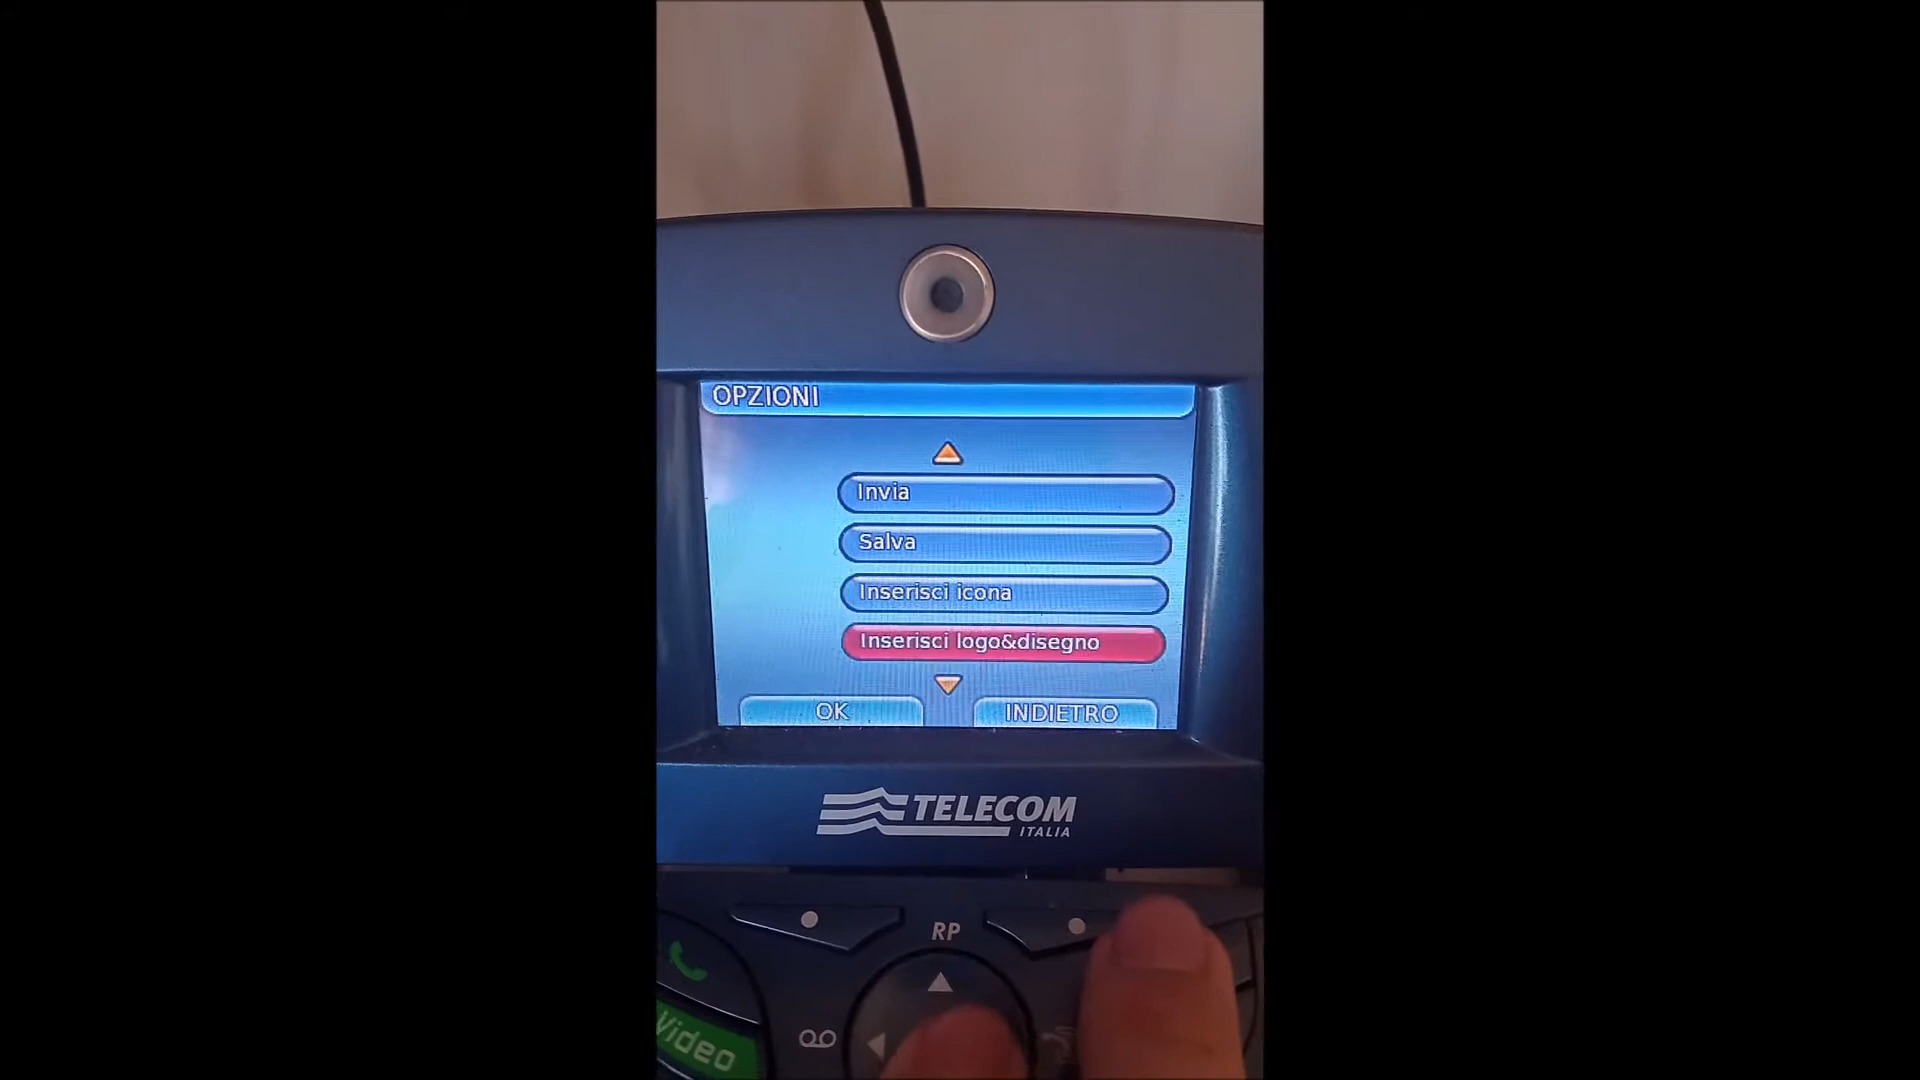 OPZIONI
Invia
Salva
Inserisci icona
Inserisci logo&disegno
OK
INDIETRO
TELECOM
ITALIA
RP
Video